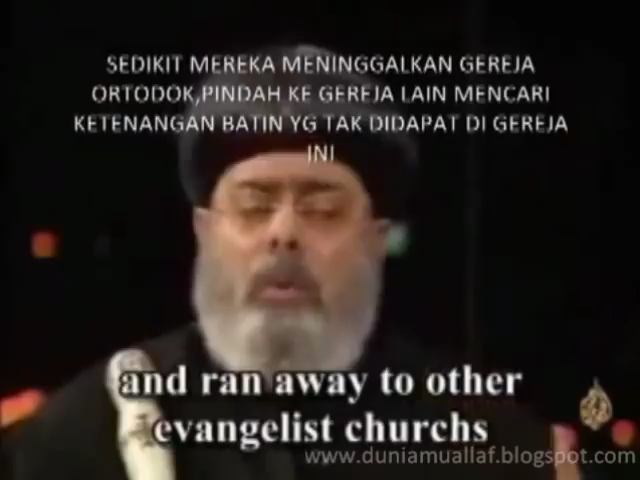 SEDIKIT MEREKA MENINGGALKAN GEREJA
ORTODOK,PINDAH KE GEREJA LAIN MENCARI
KETENANGAN BATIN YG TAK DIDAPAT DI GEREJA
INI
and ran away to other
evangelist churchs
www.duniamuallaf.blogspot.com